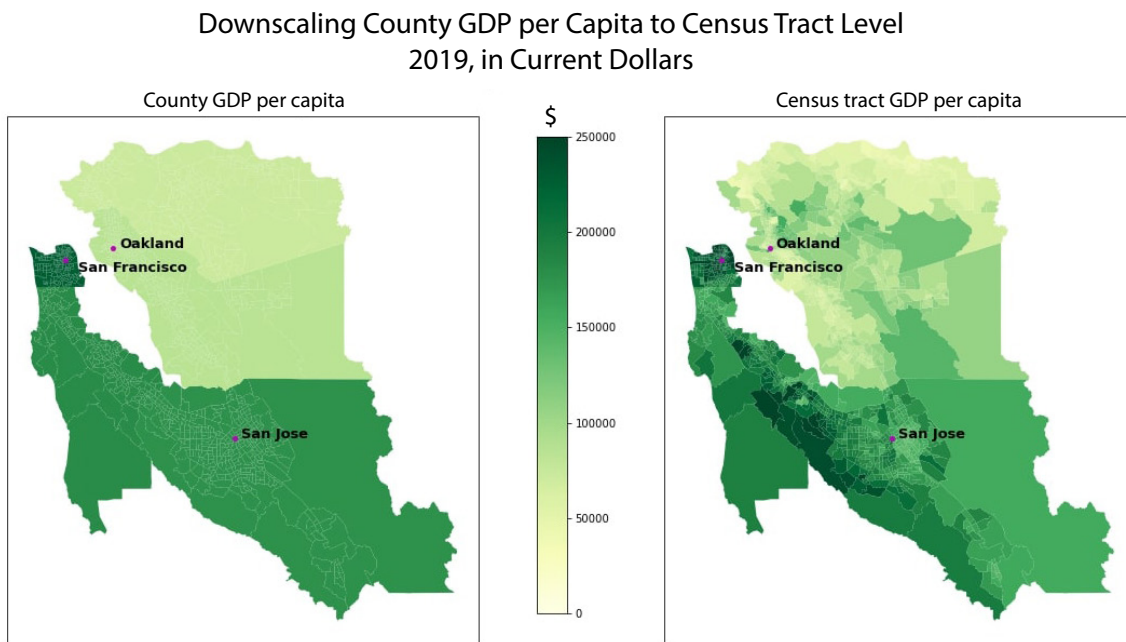 Downscaling County GDP per Capita to Census Tract Level
2019, in Current Dollars
County GDP per capita
$
Census tract GDP per capita
250000
200000
150000
100000
50000
0
Oakland
San Francisco
San Jose
Oakland
San Francisco
San Jose